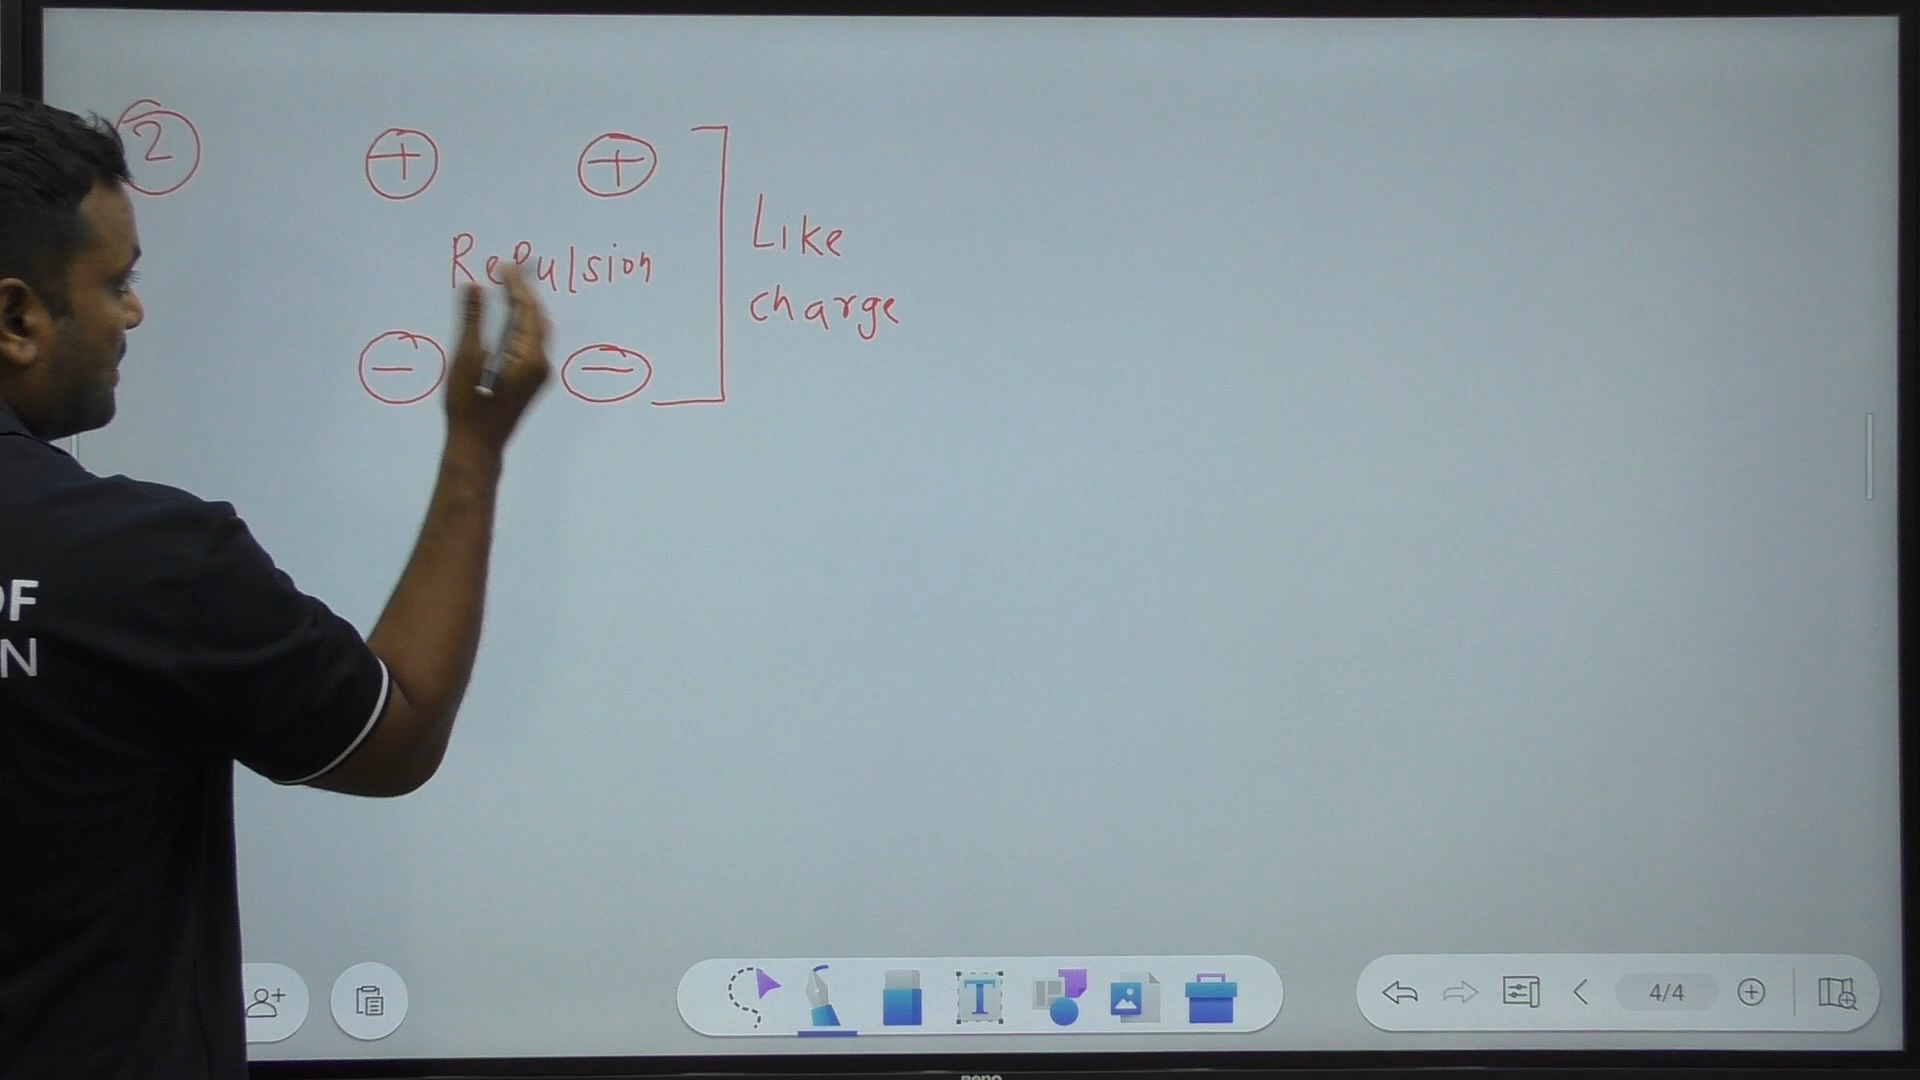 2
+ +
Repulsion
Like
charge
- -
OF
N
T
4/4